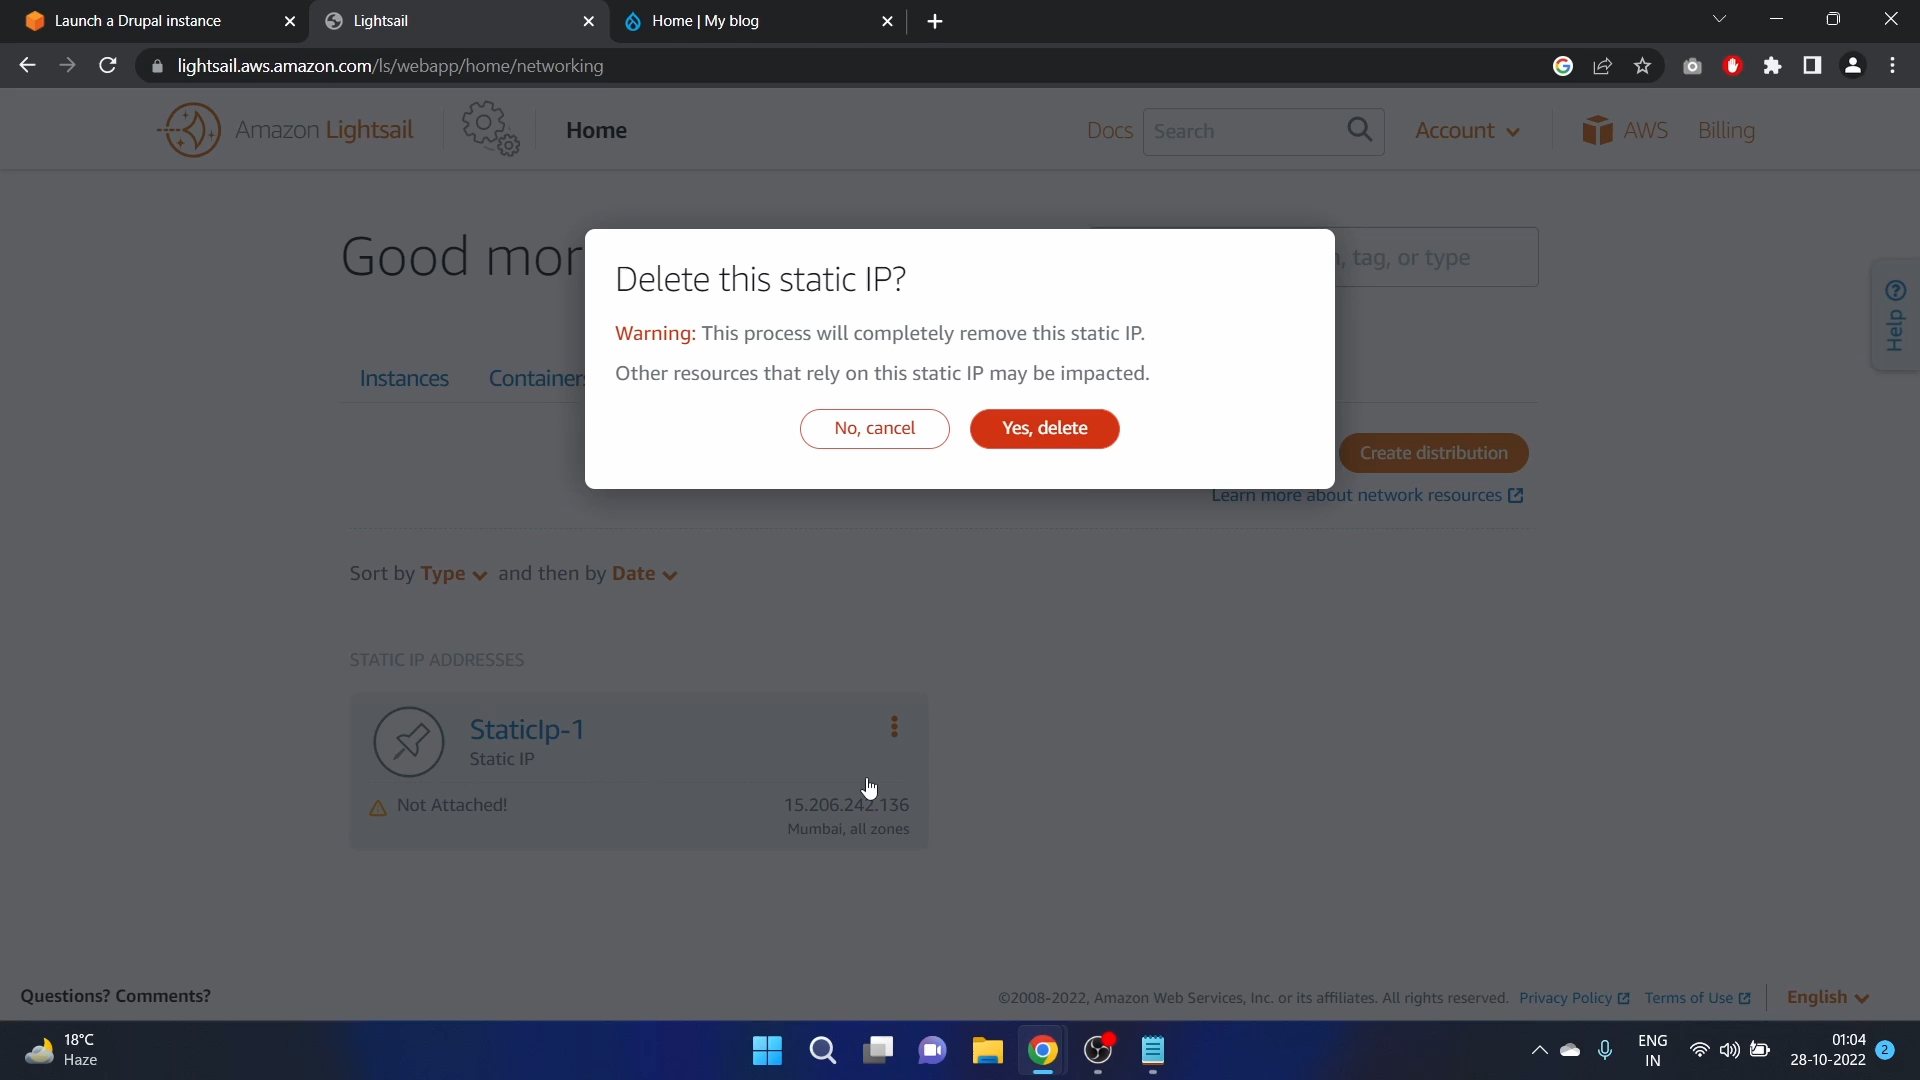 Launch a Drupal instance
Lightsail
Home | My blog
lightsail.aws.amazon.com/ls/webapp/home/networking
Amazon Lightsail
Home
Docs
Search
Account
AWS
Billing
Good mor
, tag, or type
Help
Delete this static IP?
Warning: This process will completely remove this static IP.
Other resources that rely on this static IP may be impacted.
No, cancel
Yes, delete
Instances
Containers
Create distribution
Learn more about network resources
Sort by Type and then by Date
STATIC IP ADDRESSES
StaticIp-1
Static IP
Not Attached!
15.206.242.136
Mumbai, all zones
Questions? Comments?
©2008-2022, Amazon Web Services, Inc. or its affiliates. All rights reserved.
Privacy Policy
Terms of Use
English
18°C
Haze
ENG
IN
01:04
28-10-2022
2